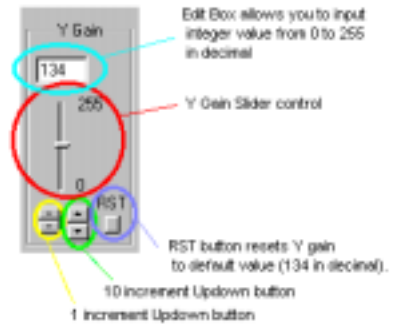 Edit Box allows you to input
integer value from 0 to 255
in decimal
Y Gain
134
255
Y Gain Slider control
0
RST
RST button resets Y gain
to default value (134 in decimal).
10 increment Updown button
1 increment Updown button